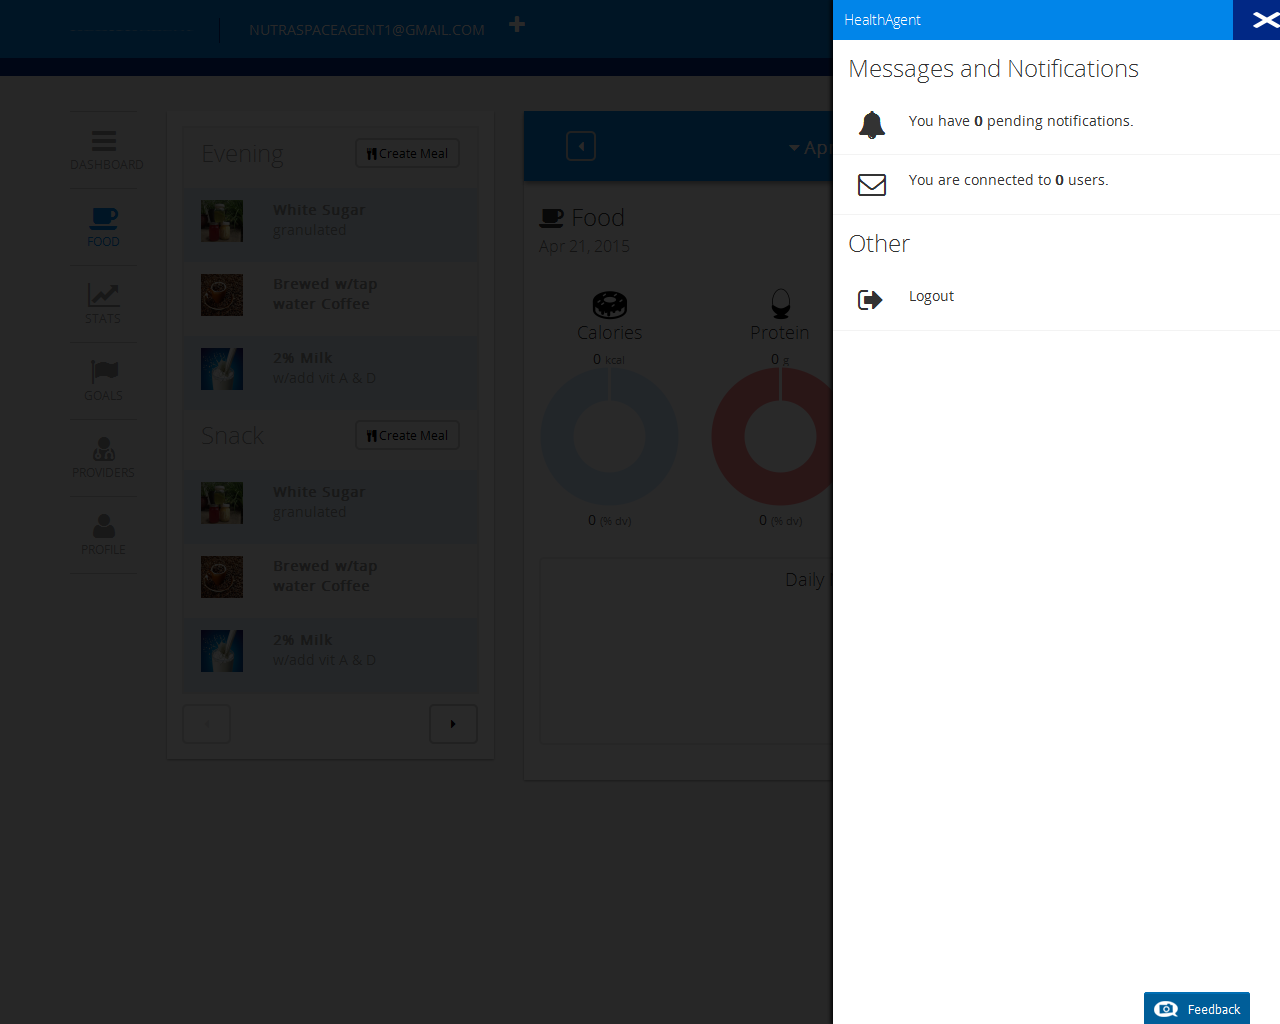 NUTRASPACEAGENT1@GMAIL.COM
HealthAgent
Messages and Notifications
You have 0 pending notifications.
You are connected to 0 users.
Other
Logout
DASHBOARD
FOOD
STATS
GOALS
PROVIDERS
PROFILE
Evening
Create Meal
White Sugar
granulated
Brewed w/tap
water Coffee
2% Milk
w/add vit A & D
Snack
Create Meal
White Sugar
granulated
Brewed w/tap
water Coffee
2% Milk
w/add vit A & D
Food
Apr 21, 2015
Calories
0 kcal
0 (% dv)
Protein
0 g
0 (% dv)
Daily
Feedback